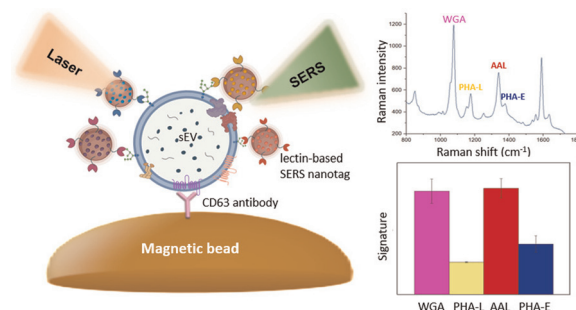 Laser
SERS
sEV
lectin-based
SERS nanotag
CD63 antibody
Magnetic bead
WGA
PHA-L
AAL
PHA-E
Raman intensity
1200
1000
800
600
400
200
800
1000
1200
1400
1600
Raman shift (cm⁻¹)
Signature
WGA
PHA-L
AAL
PHA-E